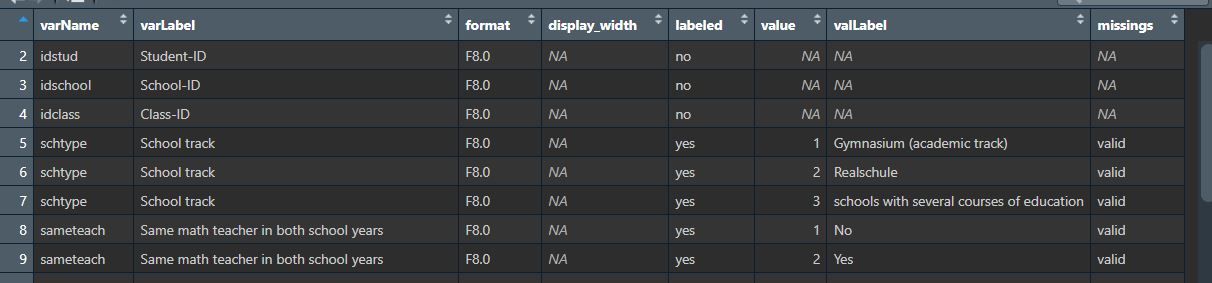 varName varLabel format display_width labeled value valLabel missings
2 idstud Student-ID F8.0 NA no NA NA NA
3 idschool School-ID F8.0 NA no NA NA NA
4 idclass Class-ID F8.0 NA no NA NA NA
5 schtype School track F8.0 NA yes 1 Gymnasium (academic track) valid
6 schtype School track F8.0 NA yes 2 Realschule valid
7 schtype School track F8.0 NA yes 3 schools with several courses of education valid
8 sameteach Same math teacher in both school years F8.0 NA yes 1 No valid
9 sameteach Same math teacher in both school years F8.0 NA yes 2 Yes valid